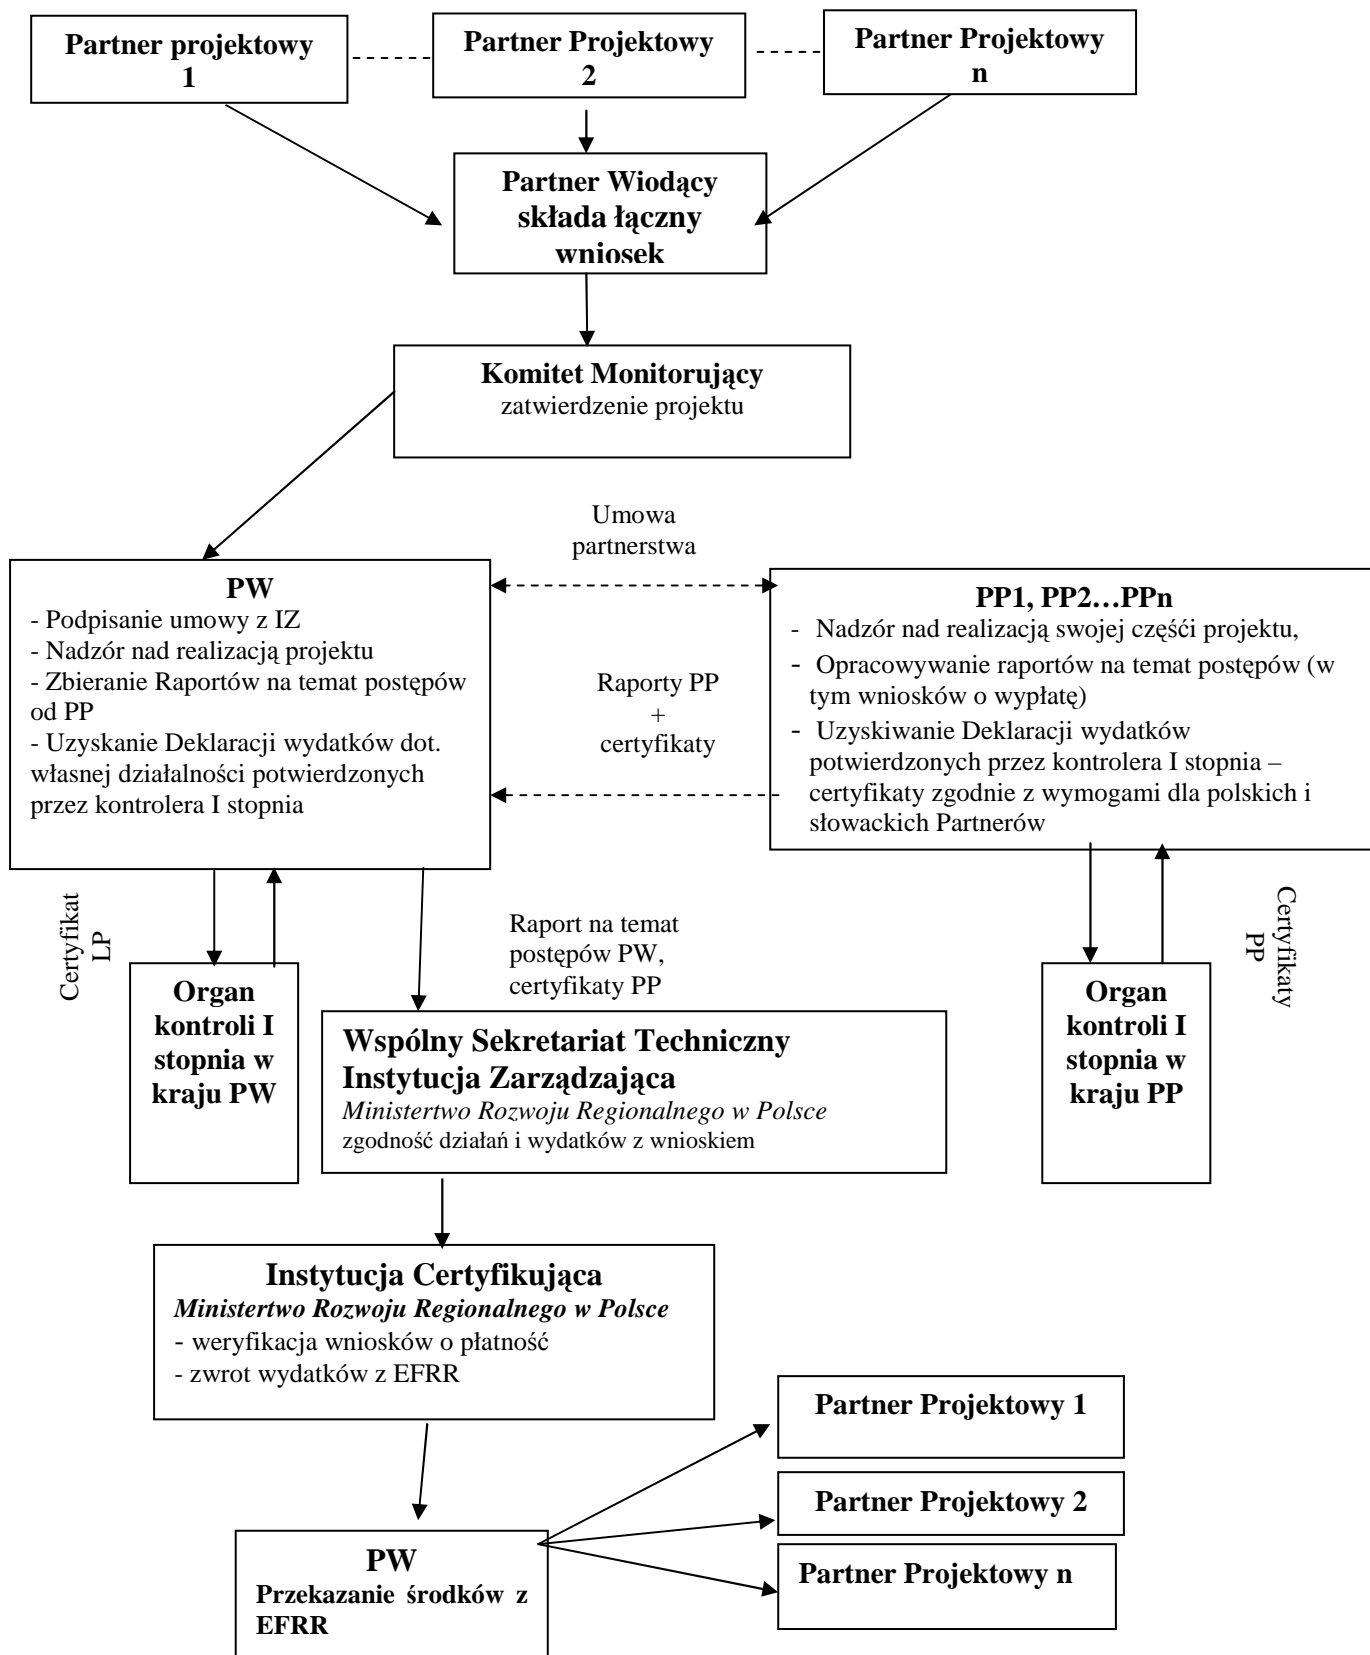 Partner projektowy
1
Partner Projektowy
2
Partner Projektowy
n
Partner Wiodący
składa łączny
wniosek
Komitet Monitorujący
zatwierdzenie projektu
Umowa
partnerstwa
PW
- Podpisanie umowy z IZ
- Nadzór nad realizacją projektu
- Zbieranie Raportów na temat postępów
od PP
- Uzyskanie Deklaracji wydatków dot.
własnej działalności potwierdzonych
przez kontrolera I stopnia
Raporty PP
+
certyfikaty
PP1, PP2…PPn
- Nadzór nad realizacją swojej częśći projektu,
- Opracowywanie raportów na temat postępów (w
tym wniosków o wypłatę)
- Uzyskiwanie Deklaracji wydatków
potwierdzonych przez kontrolera I stopnia –
certyfikaty zgodnie z wymogami dla polskich i
słowackich Partnerów
Certyfikat
LP
Raport na temat
postępów PW,
certyfikaty PP
Certyfikaty
PP
Organ
kontroli I
stopnia w
kraju PW
Wspólny Sekretariat Techniczny
Instytucja Zarządzająca
Ministertwo Rozwoju Regionalnego w Polsce
zgodność działań i wydatków z wnioskiem
Organ
kontroli I
stopnia w
kraju PP
Instytucja Certyfikująca
Ministertwo Rozwoju Regionalnego w Polsce
- weryfikacja wniosków o płatność
- zwrot wydatków z EFRR
Partner Projektowy 1
Partner Projektowy 2
Partner Projektowy n
PW
Przekazanie środków z
EFRR